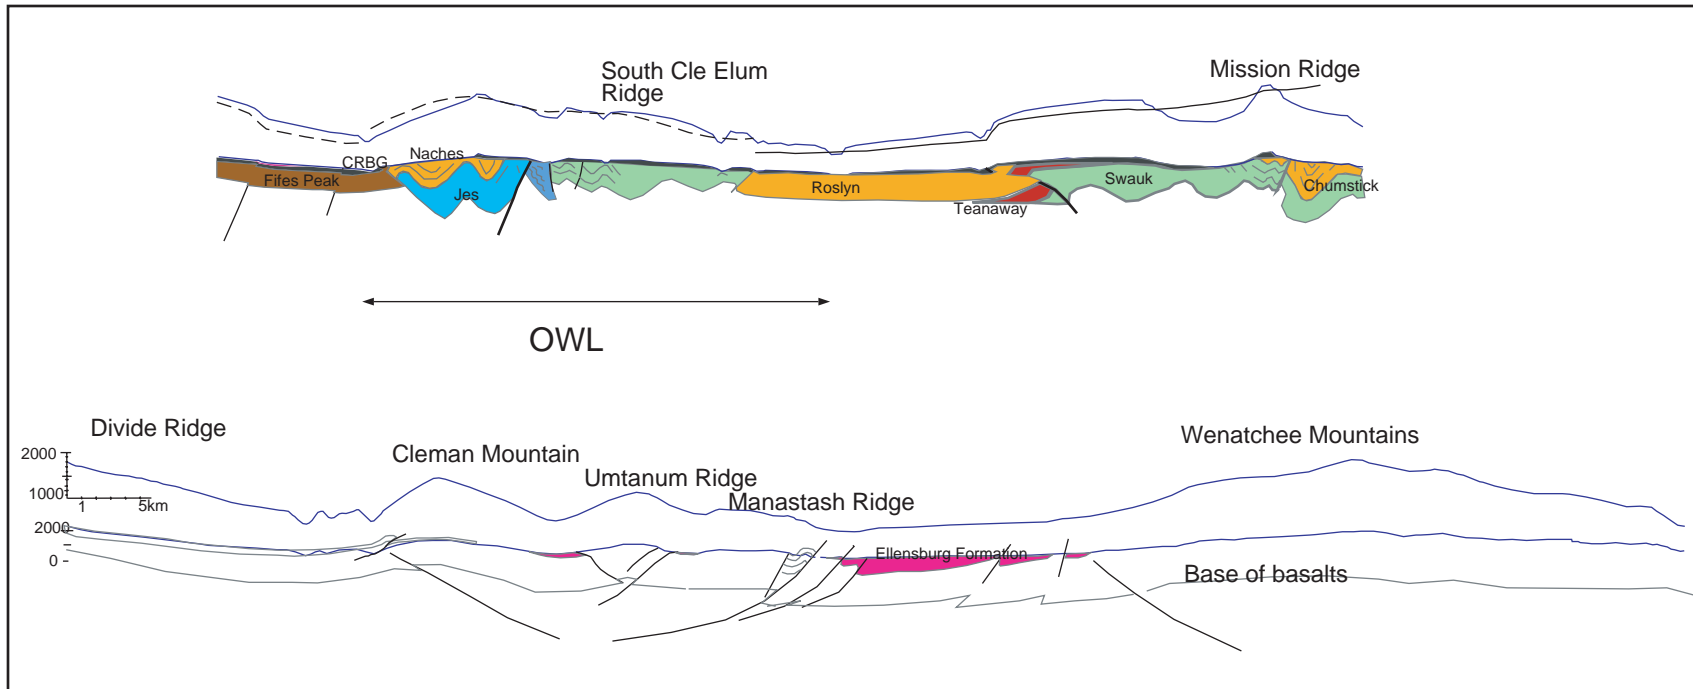 South Cle Elum
Ridge
Mission Ridge
CRBG
Naches
Fifes Peak
Jes
Roslyn
Teanaway
Swauk
Chumstick
OWL
Divide Ridge
Cleman Mountain
Umtanum Ridge
Manastash Ridge
Wenatchee Mountains
2000
1000
1
5km
2000
0
Ellensburg Formation
Base of basalts